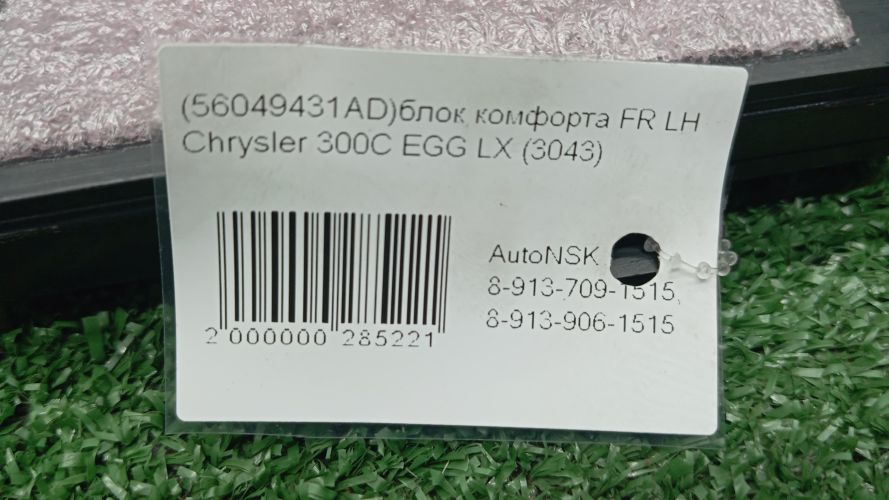 (56049431AD)блок комфорта FR LH
Chrysler 300C EGG LX (3043)
AutoNSK
8-913-709-1515,
8-913-906-1515
2 000000 285221